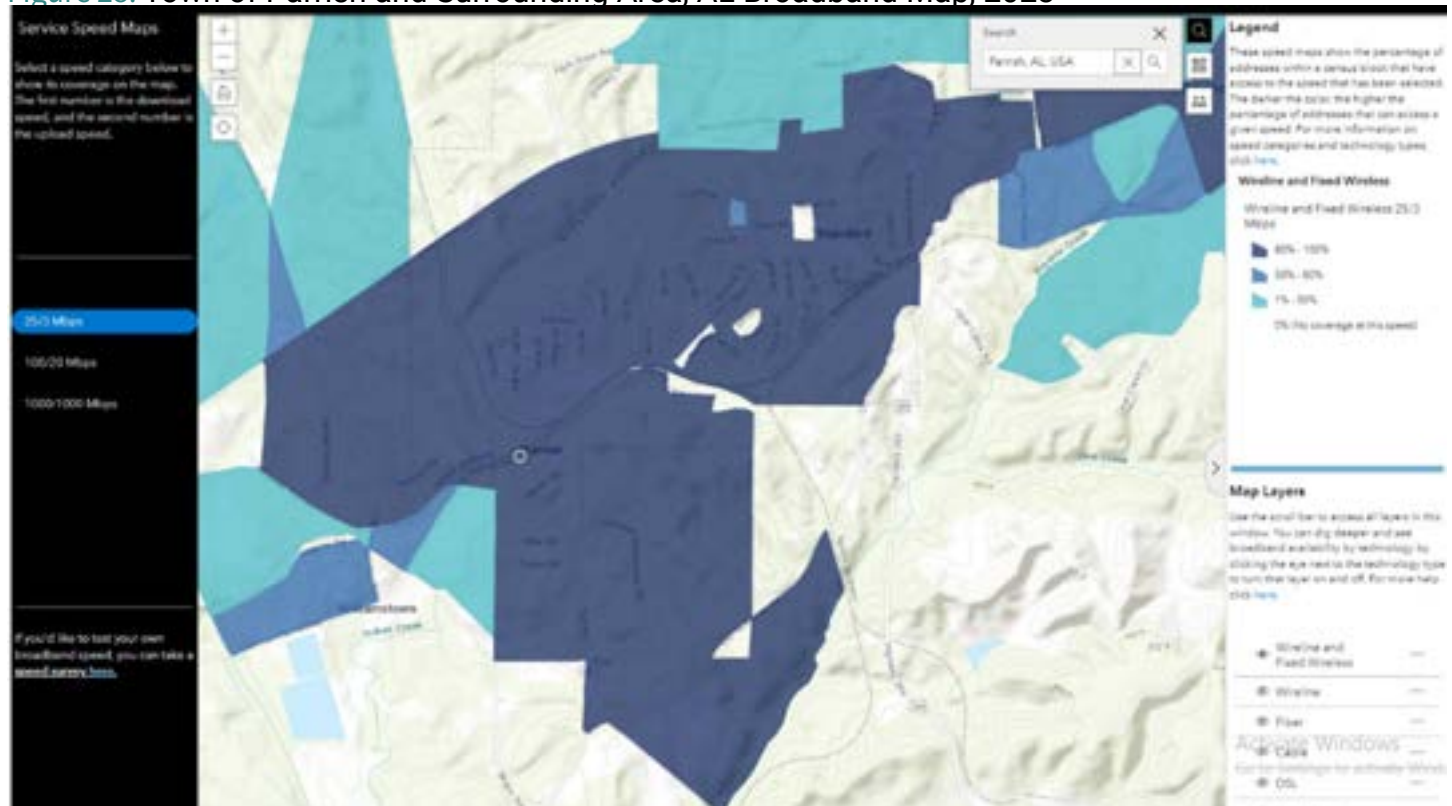 Figure 28. Town of Parrish and Surrounding Area, AL Broadband Map, 2023
Service Speed Maps
Select a speed category below to
show its coverage on the map.
The first number is the download
speed, and the second number is
the upload speed.
25/3 Mbps
100/20 Mbps
1000/1000 Mbps
If you'd like to test your own
broadband speed, you can take a
speed survey here.
Search
Parrish, AL, USA
Legend
These speed maps show the percentage of
addresses within a census block that have
access to the speed that has been selected.
The darker the color, the higher the
percentage of addresses that can access a
given speed. For more information on
speed categories and technology types,
click here.
Wireline and Fixed Wireless
Wireline and Fixed Wireless 25/3
Mbps
80% - 100%
50% - 80%
1% - 50%
0% (No coverage at this speed)
Map Layers
Use the scroll bar to access all layers in this
window. You can dig deeper and see
broadband availability by technology by
clicking the eye next to the technology type
to turn that layer on and off. For more help
click here.
Wireline and
Fixed Wireless
Wireline
Fiber
Cable
DSL
Activate Windows
Go to Settings to activate Windows